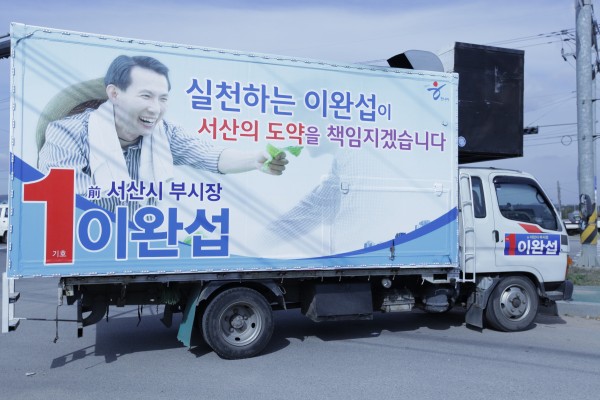 실천하는 이완섭이
서산의 도약을 책임지겠습니다
1
기호
前 서산시 부시장
이완섭
1 이완섭